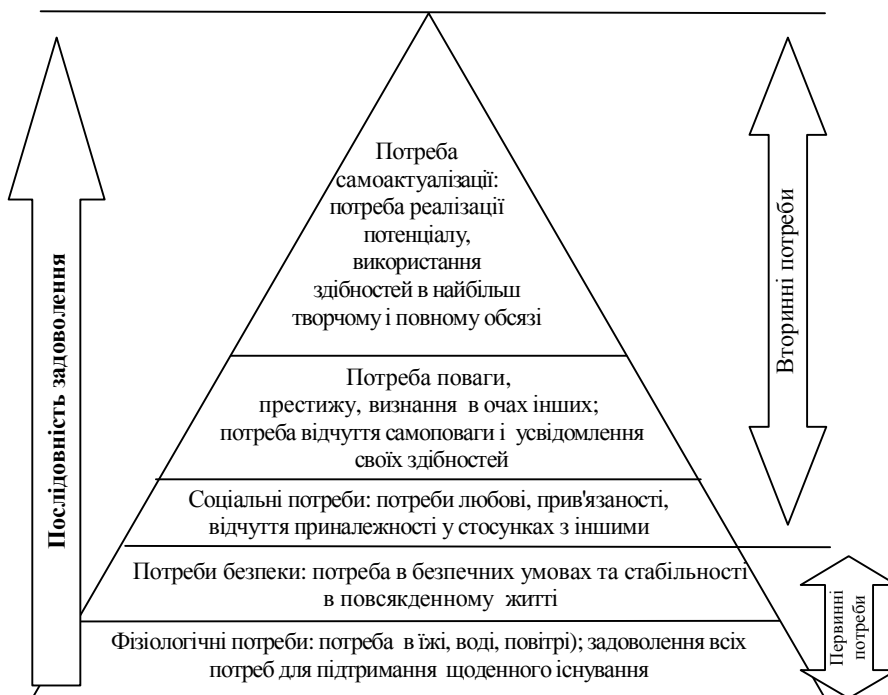 Послідовність задоволення
Потреба
самоактуалізації:
потреба реалізації
потенціалу,
використання
здібностей в найбільш
творчому і повному обсязі
Вторинні потреби
Потреба поваги,
престижу, визнання в очах інших;
потреба відчуття самоповаги і усвідомлення
своїх здібностей
Соціальні потреби: потреби любові, прив'язаності,
відчуття приналежності у стосунках з іншими
Потреби безпеки: потреба в безпечних умовах та стабільності
в повсякденному житті
Первинні
потреби
Фізіологічні потреби: потреба в їжі, воді, повітрі); задоволення всіх
потреб для підтримання щоденного існування